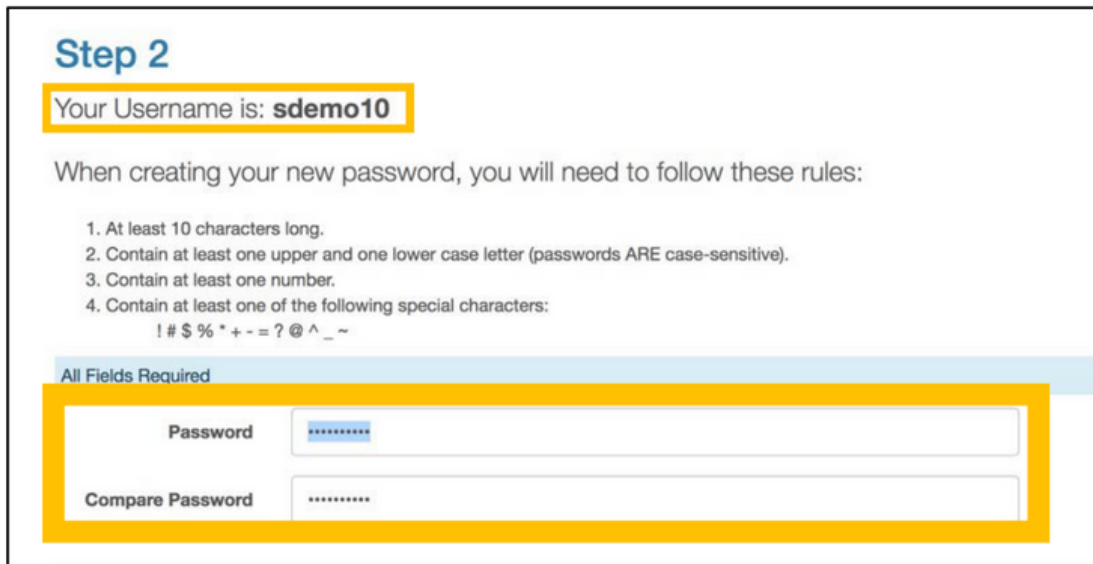 Step 2
Your Username is: sdemo10
When creating your new password, you will need to follow these rules:
1. At least 10 characters long.
2. Contain at least one upper and one lower case letter (passwords ARE case-sensitive).
3. Contain at least one number.
4. Contain at least one of the following special characters:
! # $ % * + - = ? @ ^ _ ~
All Fields Required
Password ••••••••••
Compare Password ••••••••••